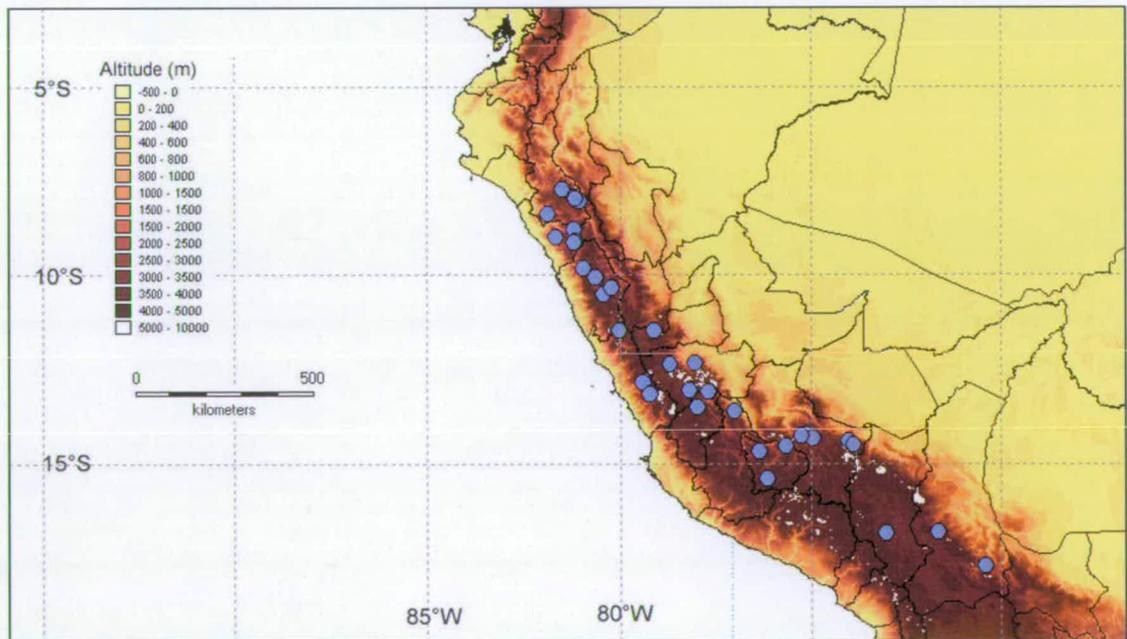 Altitude (m)
-500 - 0
0 - 200
200 - 400
400 - 600
600 - 800
800 - 1000
1000 - 1500
1500 - 1500
1500 - 2000
2000 - 2500
2500 - 3000
3000 - 3500
3500 - 4000
4000 - 5000
5000 - 10000
0 500
kilometers
5°S
10°S
15°S
85°W 80°W